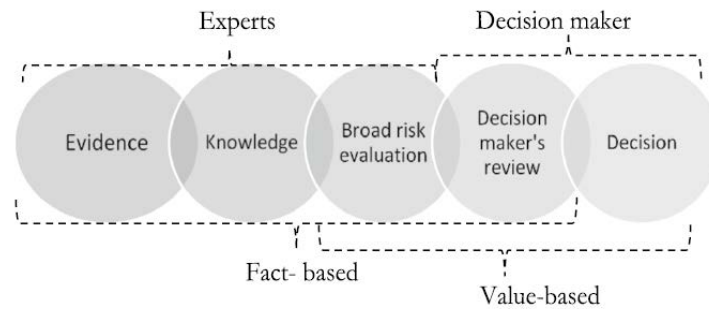 Experts
Decision maker
Evidence
Knowledge
Broad risk
evaluation
Decision
maker's
review
Decision
Fact- based
Value-based